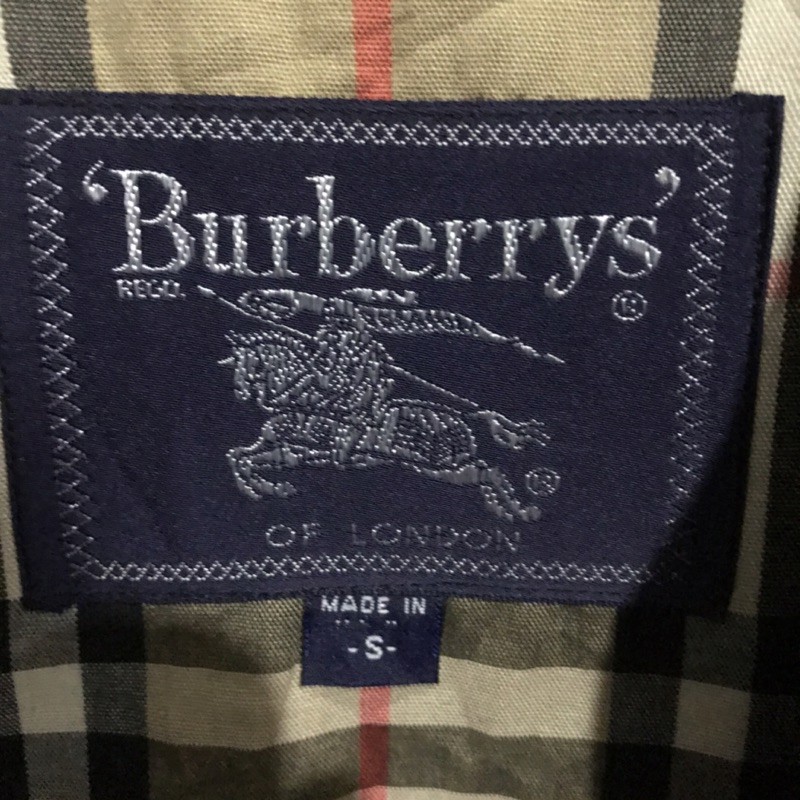 'Burberrys'
REGD.
®
®
OF LONDON
MADE IN
-S-